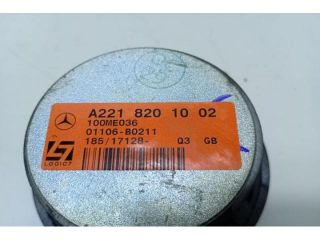 A221 820 10 02
100ME036
01106-B0211
185/17128- Q3 GB
LOGIC7